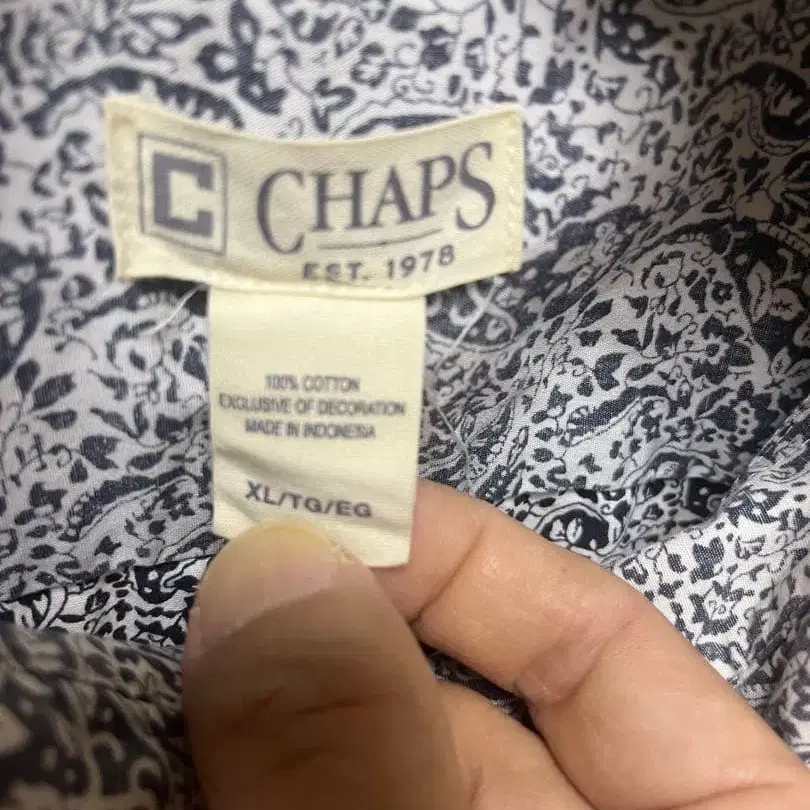 C CHAPS
EST. 1978
100% COTTON
EXCLUSIVE OF DECORATION
MADE IN INDONESIA
XL/TG/EG